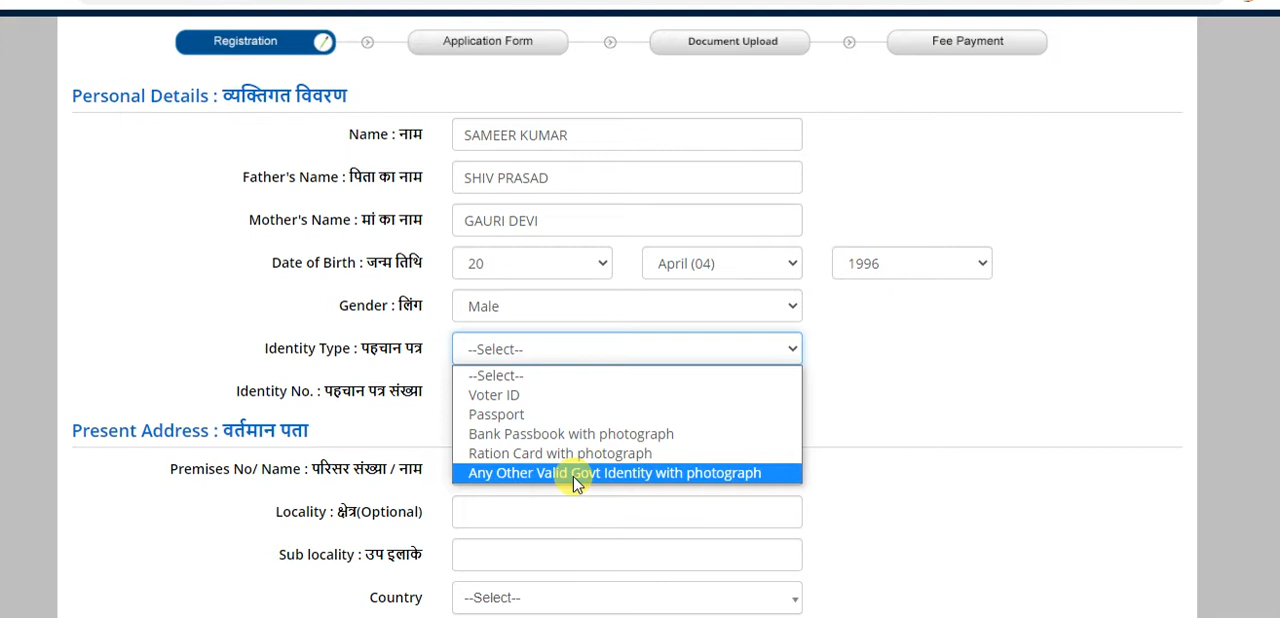 Registration Application Form Document Upload Fee Payment
Personal Details : व्यक्तिगत विवरण
Name : नाम SAMEER KUMAR
Father's Name : पिता का नाम SHIV PRASAD
Mother's Name : मां का नाम GAURI DEVI
Date of Birth : जन्म तिथि 20 April (04) 1996
Gender : लिंग Male
Identity Type : पहचान पत्र --Select--
--Select--
Identity No. : पहचान पत्र संख्या Voter ID
Passport
Present Address : वर्तमान पता Bank Passbook with photograph
Ration Card with photograph
Premises No/ Name : परिसर संख्या / नाम Any Other Valid Govt Identity with photograph
Locality : क्षेत्र(Optional)
Sub locality : उप इलाके
Country --Select--